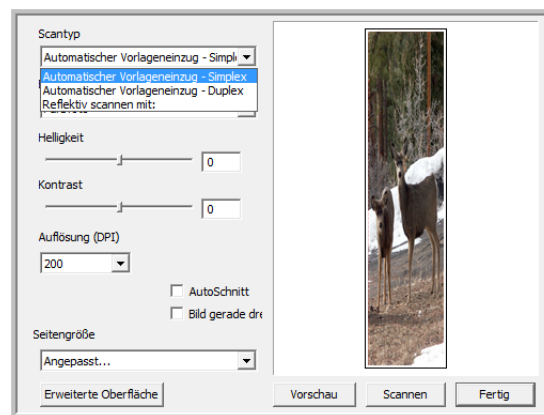 Scantyp
Automatischer Vorlageneinzug - Simpl
Automatischer Vorlageneinzug - Simplex
Automatischer Vorlageneinzug - Duplex
Reflektiv scannen mit:
Helligkeit
0
Kontrast
0
Auflösung (DPI)
200
AutoSchnitt
Bild gerade dre
Seitengröße
Angepasst...
Erweiterte Oberfläche
Vorschau
Scannen
Fertig